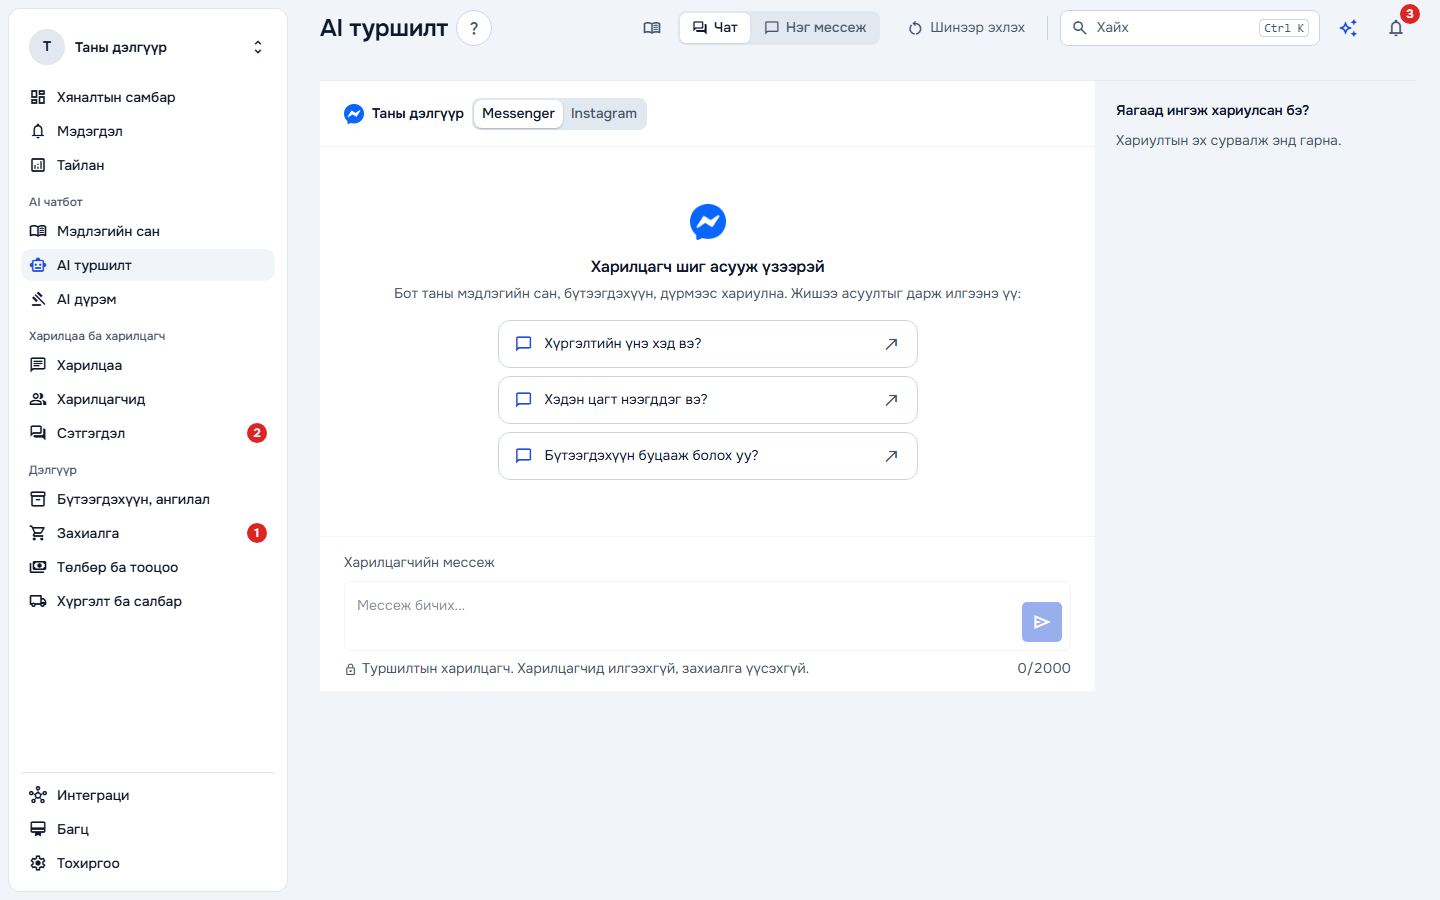 T
Таны дэлгүүр
Хяналтын самбар
Мэдэгдэл
Тайлан
AI чатбот
Мэдлэгийн сан
AI туршилт
AI дүрэм
Харилцаа ба харилцагч
Харилцаа
Харилцагчид
Сэтгэгдэл 2
Дэлгүүр
Бүтээгдэхүүн, ангилал
Захиалга 1
Төлбөр ба тооцоо
Хүргэлт ба салбар
Интеграци
Багц
Тохиргоо
AI туршилт ?
Чат
Нэг мессеж
Шинээр эхлэх
Хайх
Ctrl K
3
Таны дэлгүүр
Messenger
Instagram
Харилцагч шиг асууж үзээрэй
Бот таны мэдлэгийн сан, бүтээгдэхүүн, дүрмээс хариулна. Жишээ асуултыг дарж илгээнэ үү:
Хүргэлтийн үнэ хэд вэ?
Хэдэн цагт нээгддэг вэ?
Бүтээгдэхүүн буцааж болох уу?
Харилцагчийн мессеж
Мессеж бичих...
Туршилтын харилцагч. Харилцагчид илгээхгүй, захиалга үүсэхгүй.
0/2000
Яагаад ингэж хариулсан бэ?
Хариултын эх сурвалж энд гарна.